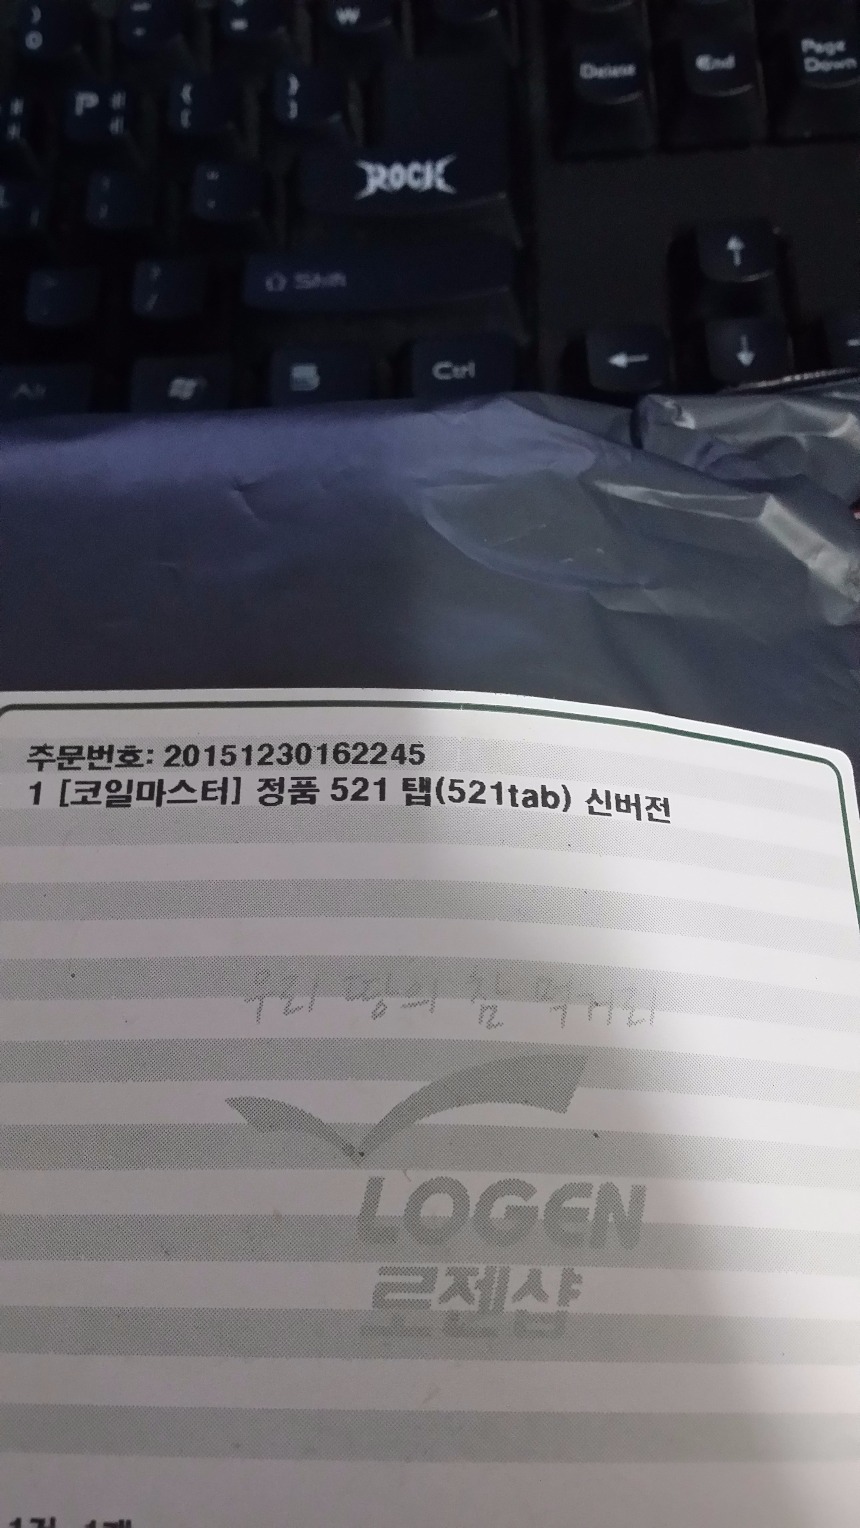 W
Delete End Page Down
P ㅔ ㅖ { [ } ]
ROCK
Shift
Alt Ctrl
주문번호: 20151230162245
1 [코일마스터] 정품 521 탭(521tab) 신버전
우리 땅의 참 먹거리
LOGEN
로젠샵